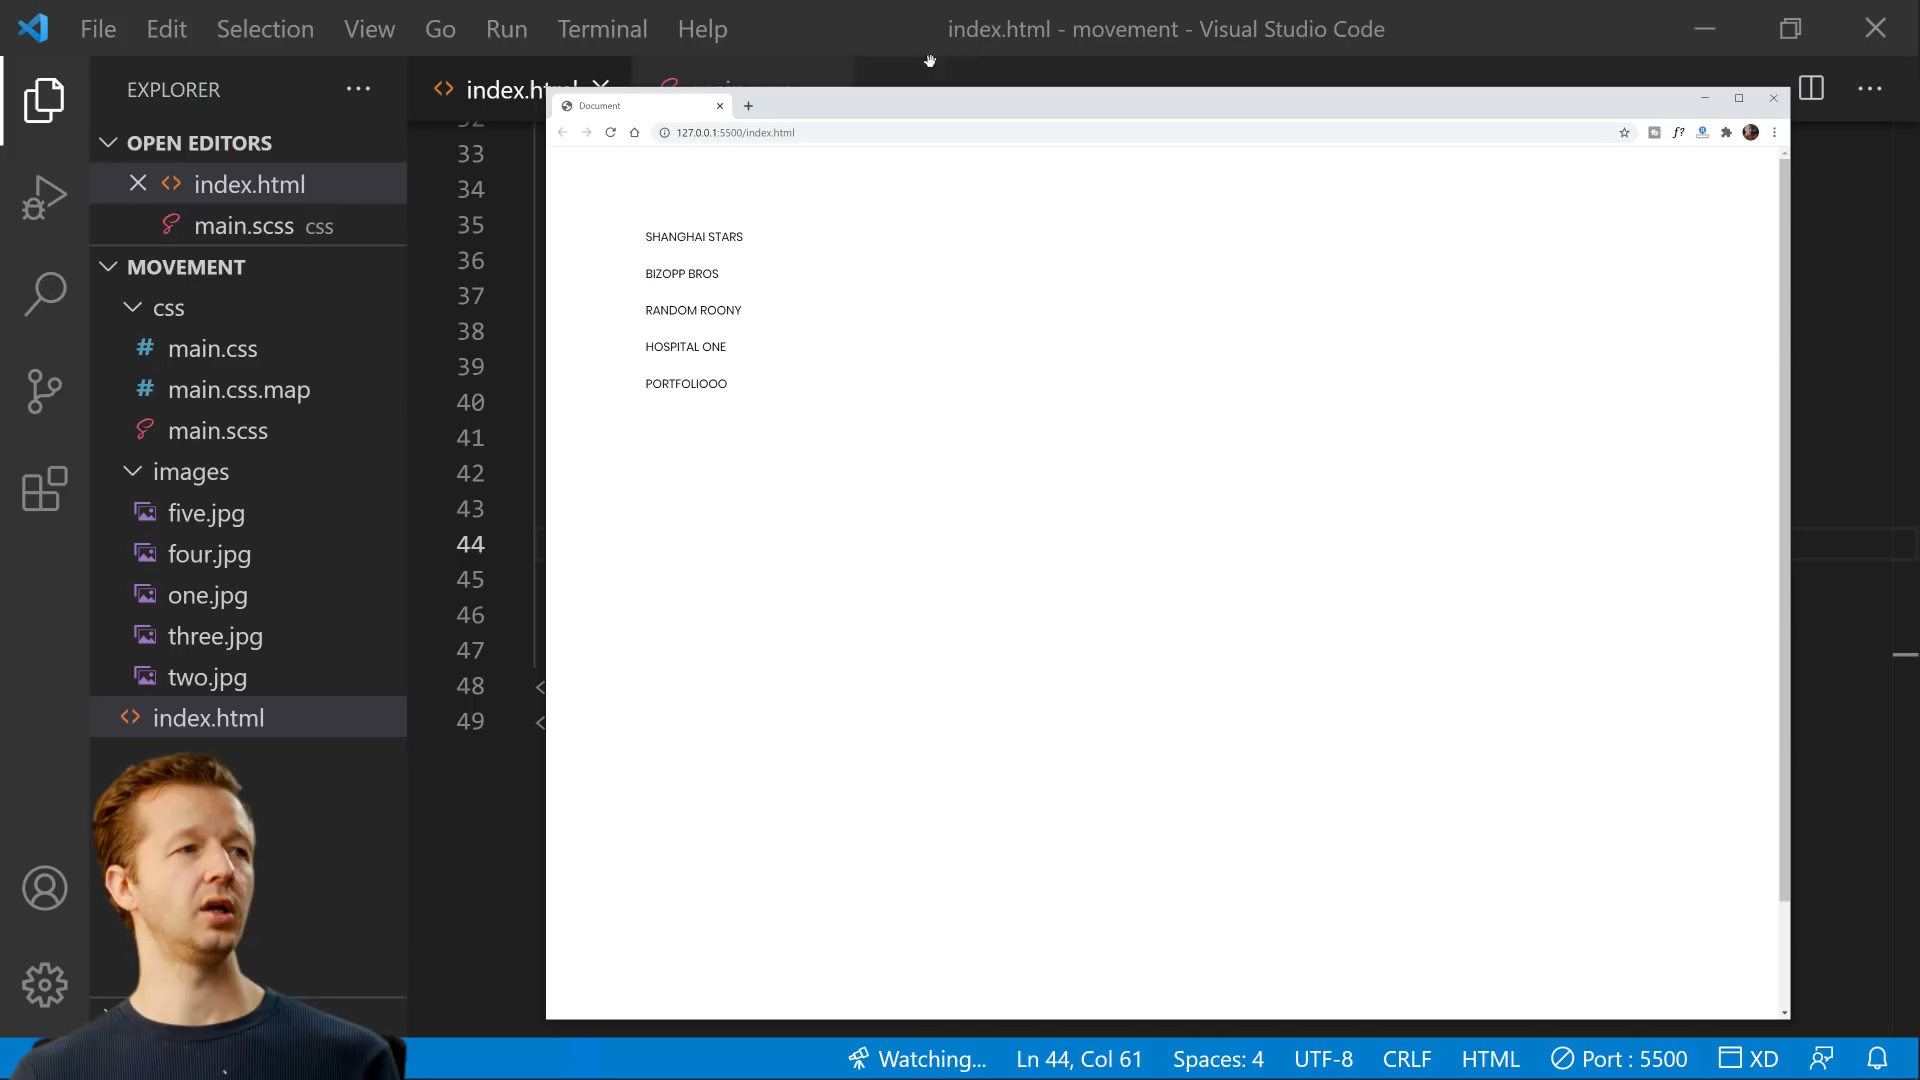 File Edit Selection View Go Run Terminal Help
index.html - movement - Visual Studio Code
EXPLORER
OPEN EDITORS
index.html
main.scss css
MOVEMENT
css
main.css
main.css.map
main.scss
images
five.jpg
four.jpg
one.jpg
three.jpg
two.jpg
index.html
33
34
35
36
37
38
39
40
41
42
43
44
45
46
47
48 <
49 <
Document
127.0.0.1:5500/index.html
f?
SHANGHAI STARS
BIZOPP BROS
RANDOM ROONY
HOSPITAL ONE
PORTFOLIOOO
Watching... Ln 44, Col 61 Spaces: 4 UTF-8 CRLF HTML Port : 5500 XD